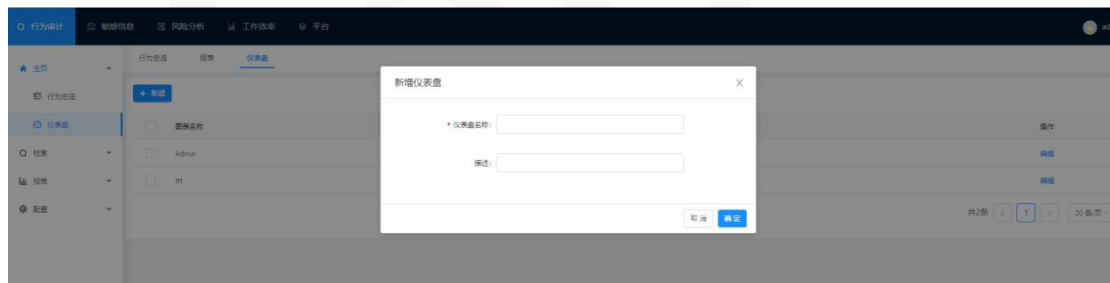 行为审计 敏感信息 风险分析 工作效率 平台 ad
主页
行为总览 报表 仪表盘
新增仪表盘
行为总览
+ 新建
仪表盘
图表名称
* 仪表盘名称:
操作
检索
Admin
描述:
编辑
报表
ttt
编辑
配置
取消 确定
共2条 < 1 > 20条/页